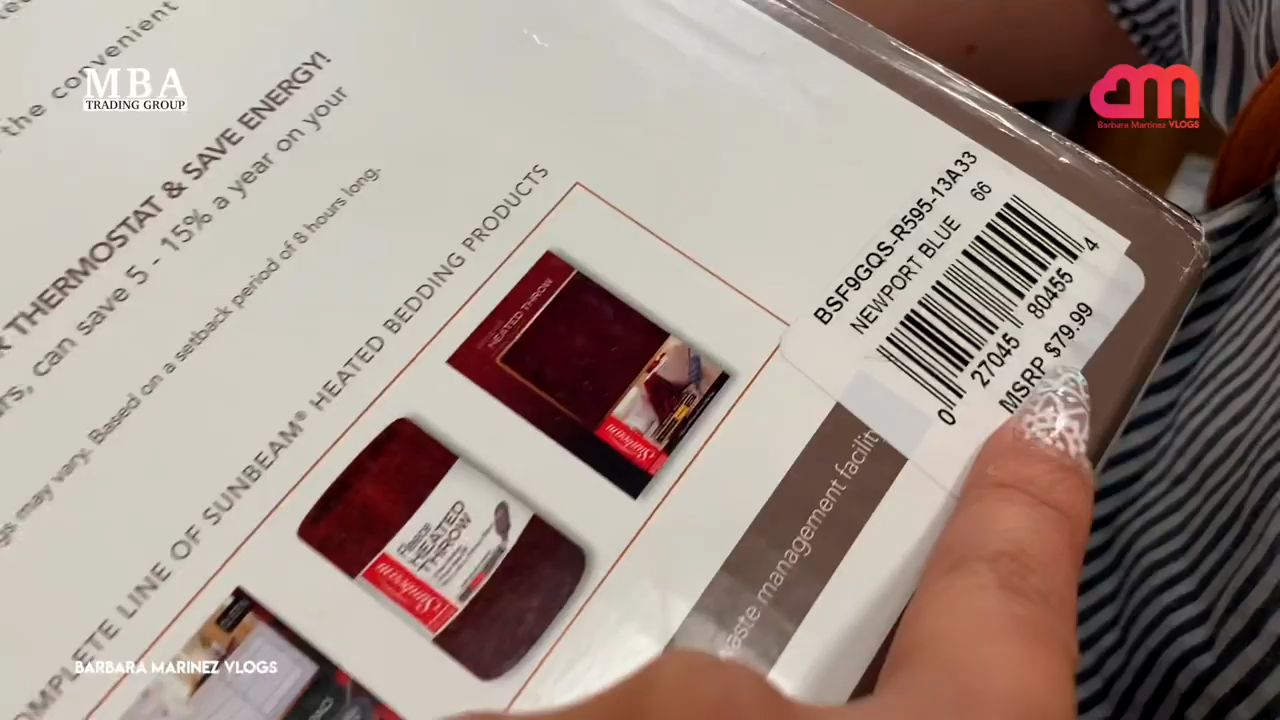 the convenient
MBA
TRADING GROUP
THERMOSTAT & SAVE ENERGY!
can save 5 - 15% a year on your
may vary. Based on a setback period of 8 hours long.
LINE OF SUNBEAM® HEATED BEDDING PRODUCTS
HEATED THROW
Sunbeam
Fleece
HEATED
THROW
Sunbeam
BSF9GQS-R595-13A33
NEWPORT BLUE 66
0 27045 80455 4
MSRP $79.99
management facility
Barbara Martinez VLOGS
BARBARA MARINEZ VLOGS